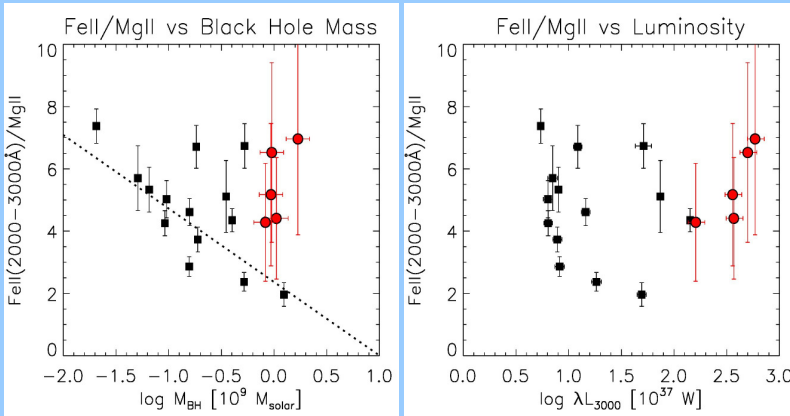 FeII/MgII vs Black Hole Mass
FeII(2000-3000Å)/MgII
10
8
6
4
2
0
-2.0 -1.5 -1.0 -0.5 0.0 0.5 1.0
log M_BH [10^9 M_solar]
FeII/MgII vs Luminosity
FeII(2000-3000Å)/MgII
10
8
6
4
2
0
0.0 0.5 1.0 1.5 2.0 2.5 3.0
log λL_3000 [10^37 W]